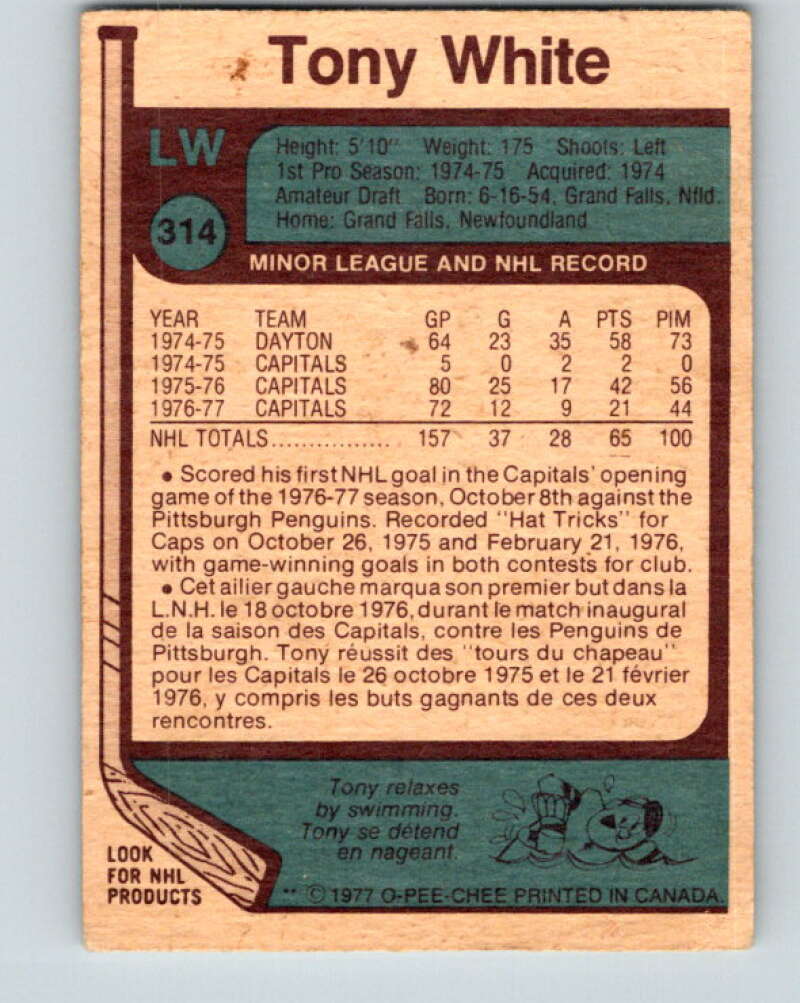 Tony White
LW
314
Height: 5'10" Weight: 175 Shoots: Left
1st Pro Season: 1974-75 Acquired: 1974
Amateur Draft Born: 6-16-54, Grand Falls, Nfld.
Home: Grand Falls, Newfoundland
MINOR LEAGUE AND NHL RECORD
YEAR TEAM GP G A PTS PIM
1974-75 DAYTON 64 23 35 58 73
1974-75 CAPITALS 5 0 2 2 0
1975-76 CAPITALS 80 25 17 42 56
1976-77 CAPITALS 72 12 9 21 44
NHL TOTALS................ 157 37 28 65 100
• Scored his first NHL goal in the Capitals' opening
game of the 1976-77 season, October 8th against the
Pittsburgh Penguins. Recorded "Hat Tricks" for
Caps on October 26, 1975 and February 21, 1976,
with game-winning goals in both contests for club.
• Cet ailier gauche marqua son premier but dans la
L.N.H. le 18 octobre 1976, durant le match inaugural
de la saison des Capitals, contre les Penguins de
Pittsburgh. Tony réussit des "tours du chapeau"
pour les Capitals le 26 octobre 1975 et le 21 février
1976, y compris les buts gagnants de ces deux
rencontres.
Tony relaxes
by swimming.
Tony se détend
en nageant.
LOOK
FOR NHL
PRODUCTS
** © 1977 O-PEE-CHEE PRINTED IN CANADA.